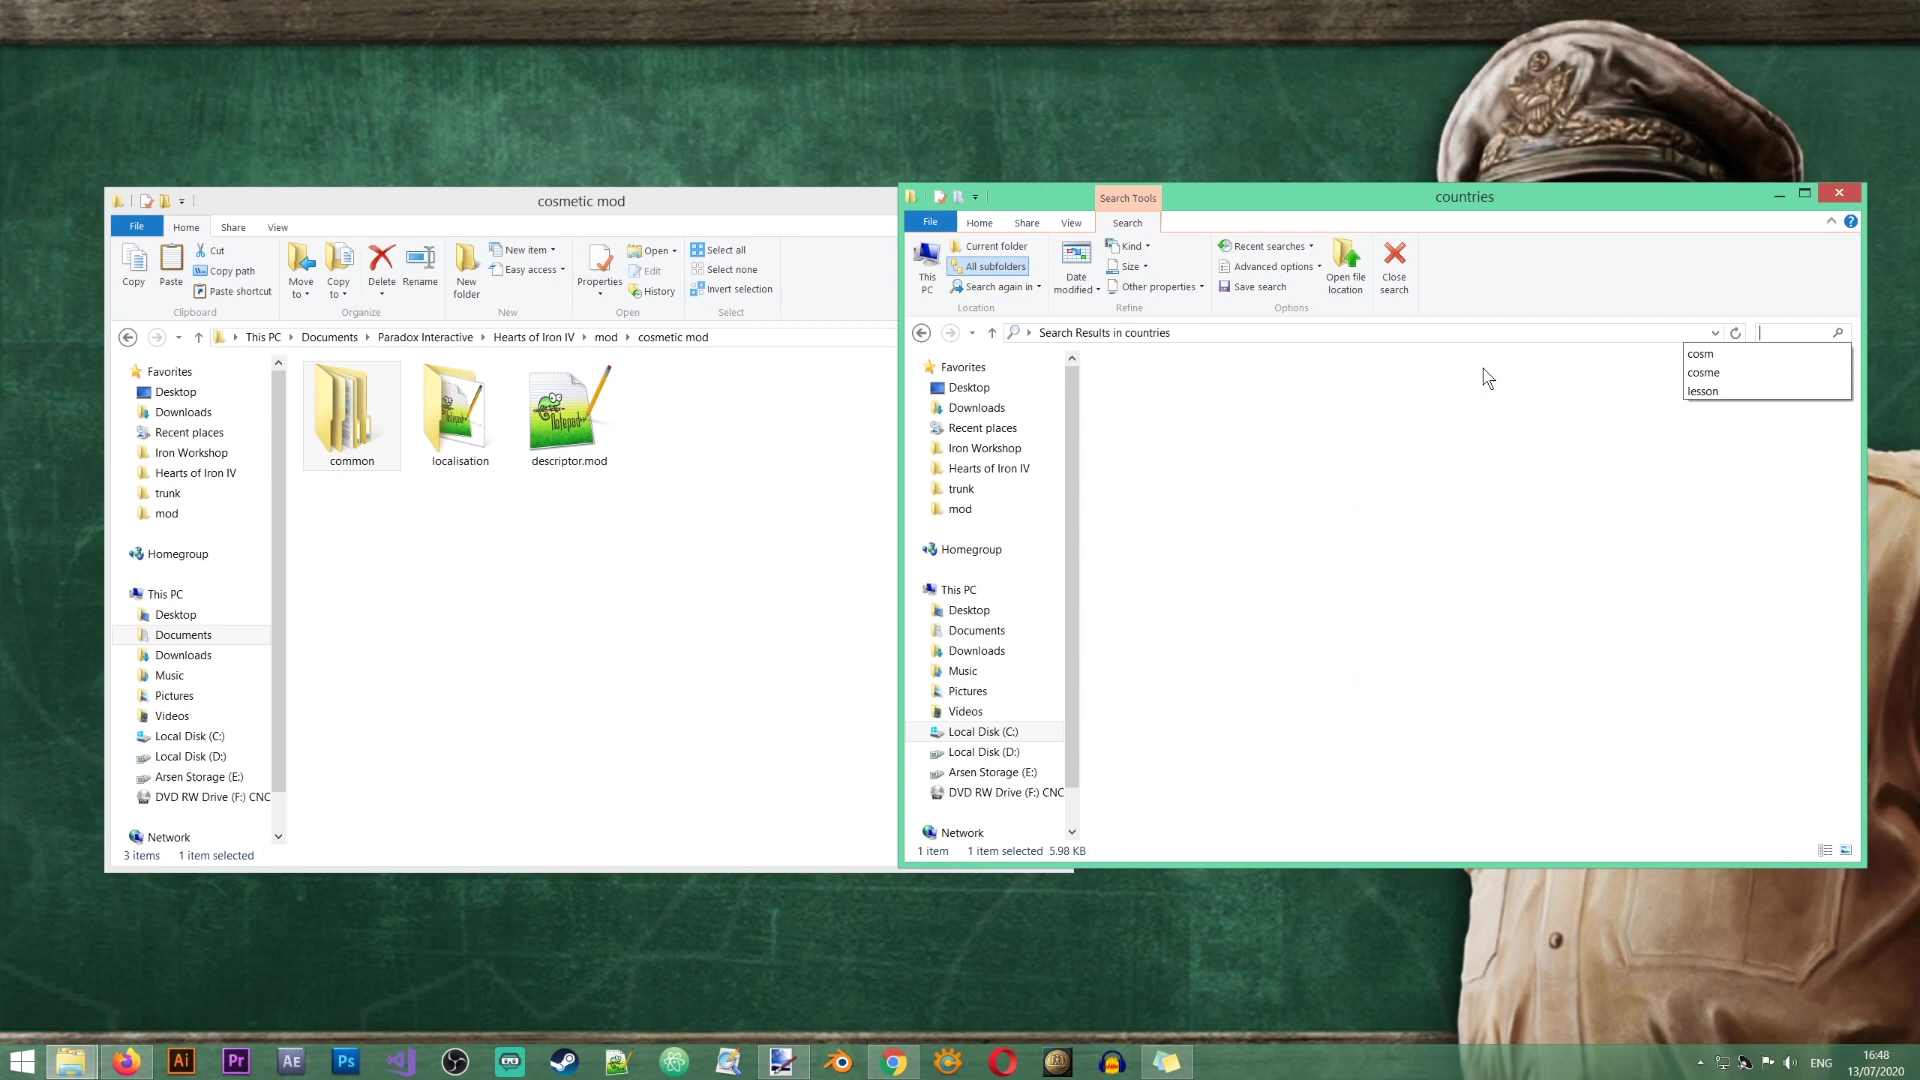 cosmetic mod
File
Home
Share
View
Copy
Paste
Cut
Copy path
Paste shortcut
Clipboard
Move to
Copy to
Delete
Rename
Organize
New folder
New item
Easy access
New
Properties
Open
Edit
History
Open
Select all
Select none
Invert selection
Select
This PC
Documents
Paradox Interactive
Hearts of Iron IV
mod
cosmetic mod
Favorites
Desktop
Downloads
Recent places
Iron Workshop
Hearts of Iron IV
trunk
mod
Homegroup
This PC
Desktop
Documents
Downloads
Music
Pictures
Videos
Local Disk (C:)
Local Disk (D:)
Arsen Storage (E:)
DVD RW Drive (F:) CNC
Network
common
localisation
descriptor.mod
3 items 1 item selected
Search Tools
countries
File
Home
Share
View
Search
This PC
Current folder
All subfolders
Search again in
Location
Date modified
Kind
Size
Other properties
Refine
Recent searches
Advanced options
Save search
Open file location
Options
Close search
Search Results in countries
cosm
cosme
lesson
Favorites
Desktop
Downloads
Recent places
Iron Workshop
Hearts of Iron IV
trunk
mod
Homegroup
This PC
Desktop
Documents
Downloads
Music
Pictures
Videos
Local Disk (C:)
Local Disk (D:)
Arsen Storage (E:)
DVD RW Drive (F:) CNC
Network
1 item 1 item selected 5.98 KB
Ai
Pr
AE
Ps
ENG
16:48
13/07/2020